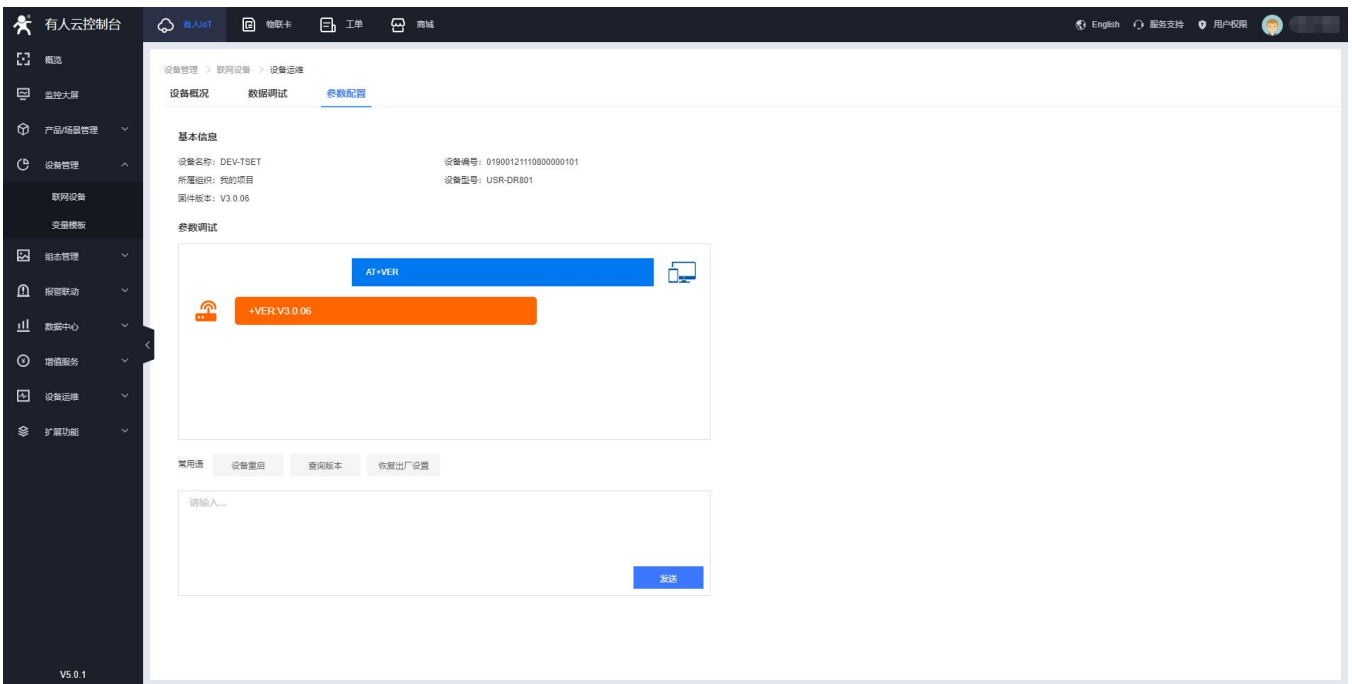 有人云控制台
有人IoT 物联卡 工单 商城 English 服务支持 用户权限
概览
监控大屏
产品/场景管理
设备管理
联网设备
变量模板
组态管理
报警联动
数据中心
增值服务
设备运维
扩展功能
V5.0.1
设备管理 > 联网设备 > 设备运维
设备概况 数据调试 参数配置
基本信息
设备名称：DEV-TSET 设备编号：01900121110800000101
所属组织：我的项目 设备型号：USR-DR801
固件版本：V3.0.06
参数调试
AT+VER
+VER:V3.0.06
常用语 设备重启 查询版本 恢复出厂设置
请输入...
发送